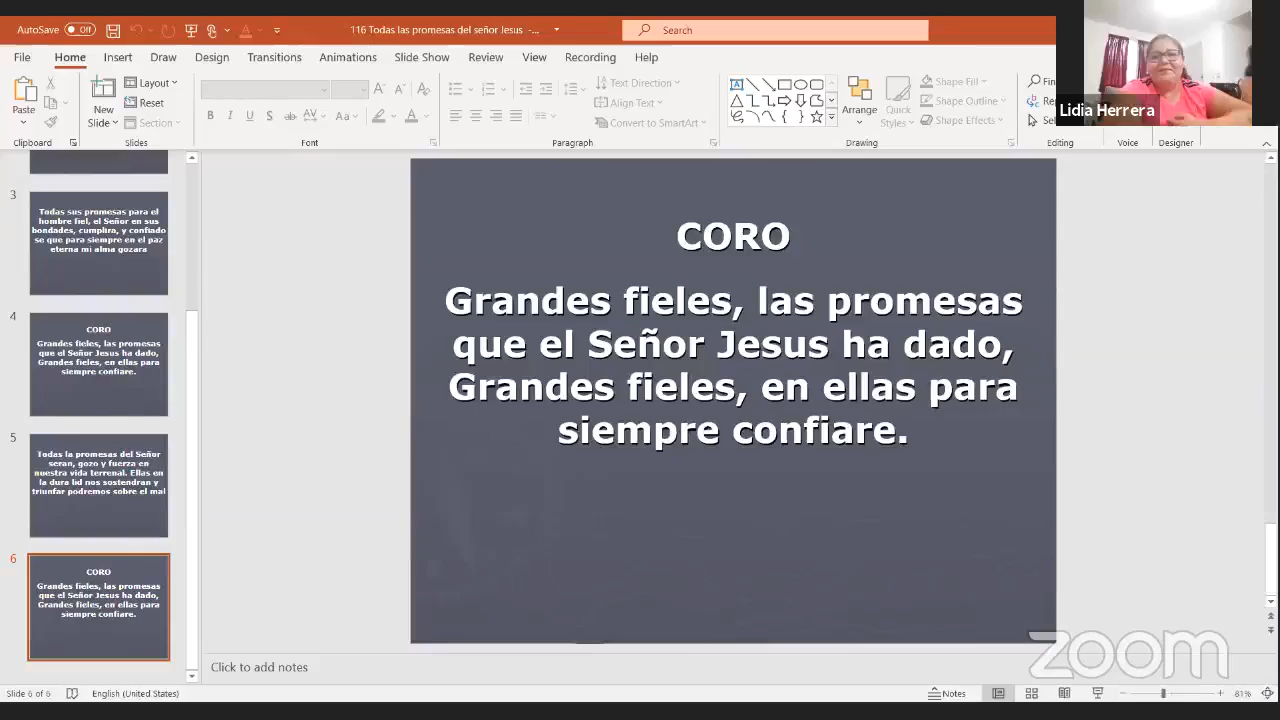 AutoSave Off
116 Todas las promesas del señor Jesus -...
Search
Lidia Herrera
File Home Insert Draw Design Transitions Animations Slide Show Review View Recording Help
Paste
Clipboard
New
Slide
Layout
Reset
Section
Slides
Font
Text Direction
Align Text
Convert to SmartArt
Paragraph
Arrange
Quick
Styles
Shape Fill
Shape Outline
Shape Effects
Drawing
Editing
Voice
Designer
3
Todas sus promesas para el
hombre fiel, el Señor en sus
bondades, cumplira, y confiado
se que para siempre en el paz
eterna mi alma gozara
4
CORO
Grandes fieles, las promesas
que el Señor Jesus ha dado,
Grandes fieles, en ellas para
siempre confiare.
5
Todas la promesas del Señor
seran, gozo y fuerza en
nuestra vida terrenal. Ellas en
la dura lid nos sostendran y
triunfar podremos sobre el mal
6
CORO
Grandes fieles, las promesas
que el Señor Jesus ha dado,
Grandes fieles, en ellas para
siempre confiare.
CORO
Grandes fieles, las promesas
que el Señor Jesus ha dado,
Grandes fieles, en ellas para
siempre confiare.
zoom
Click to add notes
Slide 6 of 6 English (United States) Notes 81%